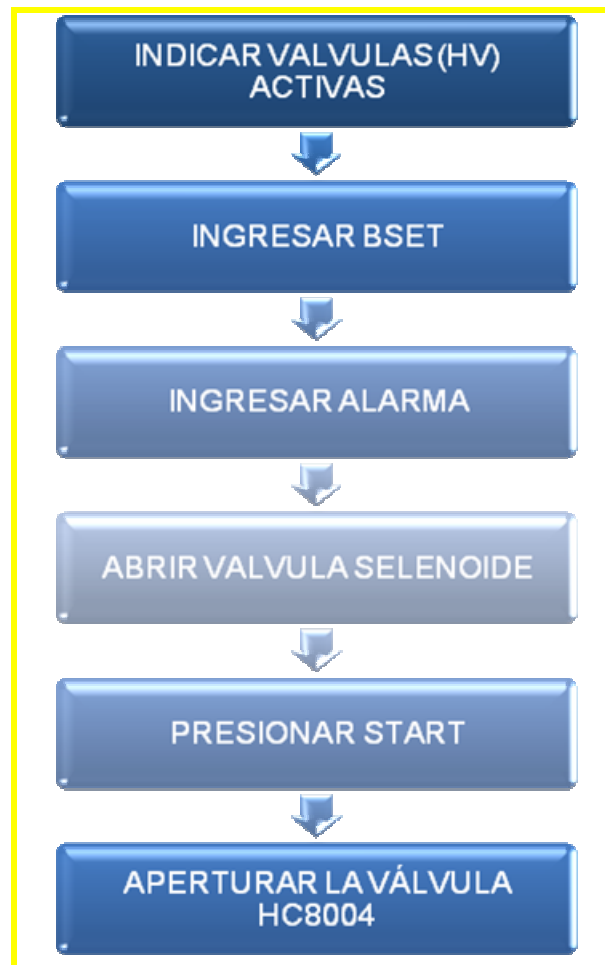 INDICAR VALVULAS (HV)
ACTIVAS
INGRESAR BSET
INGRESAR ALARMA
ABRIR VALVULA SELENOIDE
PRESIONAR START
APERTURAR LA VÁLVULA
HC8004